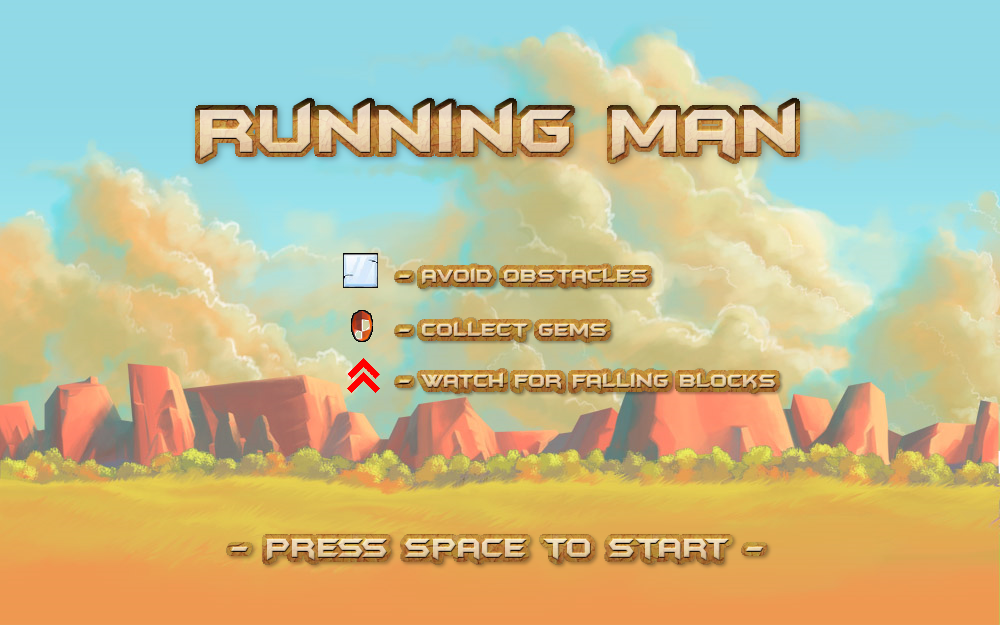 RUNNING MAN
- AVOID OBSTACLES
- COLLECT GEMS
- WATCH FOR FALLING BLOCKS
- PRESS SPACE TO START -